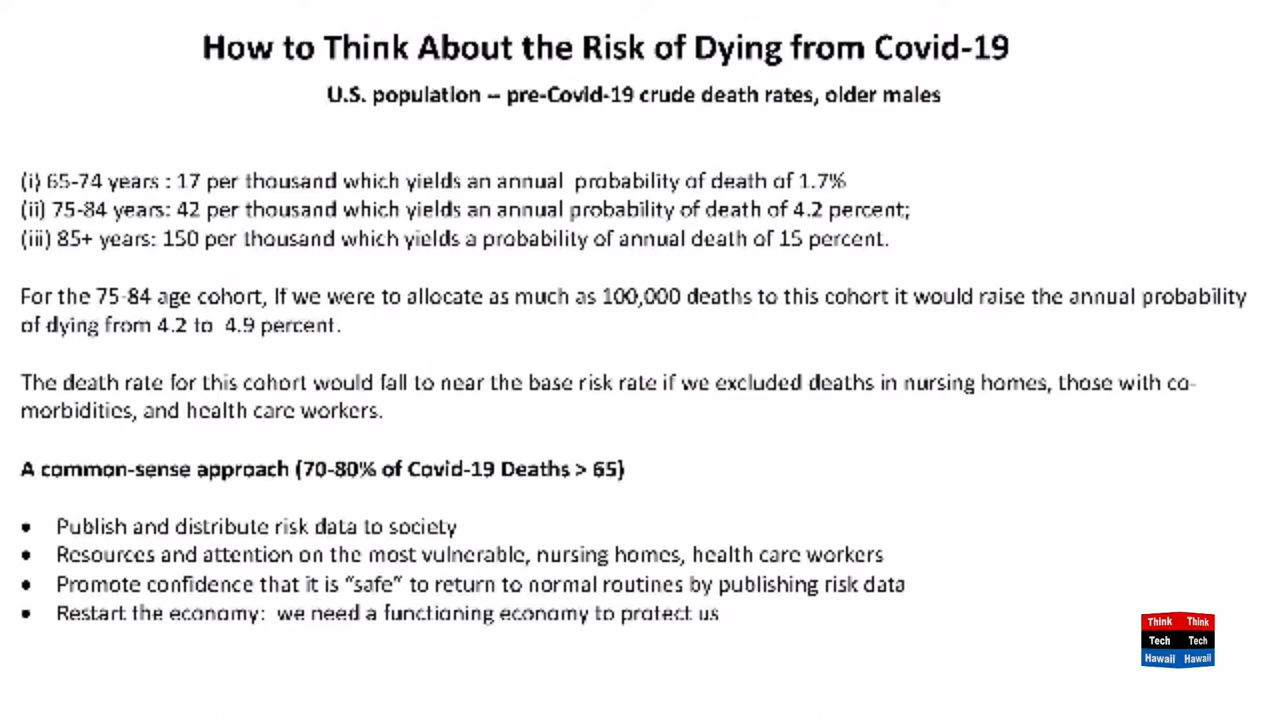 How to Think About the Risk of Dying from Covid-19
U.S. population – pre-Covid-19 crude death rates, older males
(i) 65-74 years : 17 per thousand which yields an annual probability of death of 1.7%
(ii) 75-84 years: 42 per thousand which yields an annual probability of death of 4.2 percent;
(iii) 85+ years: 150 per thousand which yields a probability of annual death of 15 percent.
For the 75-84 age cohort, If we were to allocate as much as 100,000 deaths to this cohort it would raise the annual probability
of dying from 4.2 to 4.9 percent.
The death rate for this cohort would fall to near the base risk rate if we excluded deaths in nursing homes, those with co-
morbidities, and health care workers.
A common-sense approach (70-80% of Covid-19 Deaths > 65)
• Publish and distribute risk data to society
• Resources and attention on the most vulnerable, nursing homes, health care workers
• Promote confidence that it is “safe” to return to normal routines by publishing risk data
• Restart the economy: we need a functioning economy to protect us
Think Think
Tech Tech
Hawaii Hawaii